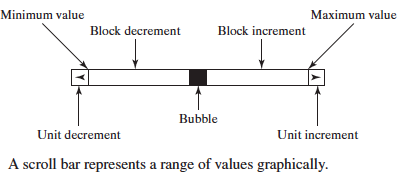 Minimum value
Maximum value
Block decrement
Block increment
Bubble
Unit decrement
Unit increment
A scroll bar represents a range of values graphically.